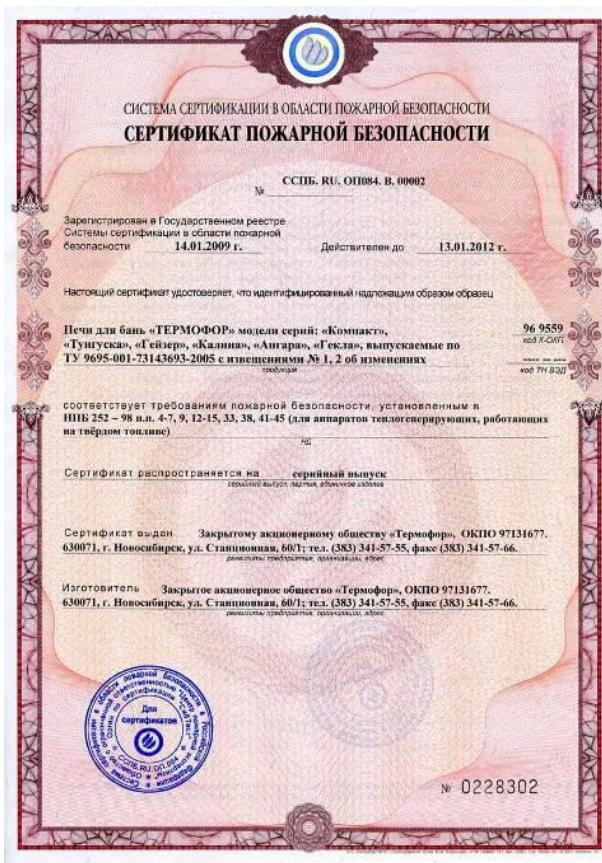 СИСТЕМА СЕРТИФИКАЦИИ В ОБЛАСТИ ПОЖАРНОЙ БЕЗОПАСНОСТИ
СЕРТИФИКАТ ПОЖАРНОЙ БЕЗОПАСНОСТИ
№ ССПБ. RU. ОП084. В. 00002
Зарегистрирован в Государственном реестре
Системы сертификации в области пожарной
безопасности 14.01.2009 г. Действителен до 13.01.2012 г.
Настоящий сертификат удостоверяет, что идентифицированный надлежащим образом образец
Печи для бань «ТЕРМОФОР» модели серий: «Компакт», 96 9559
«Тунгуска», «Гейзер», «Калина», «Ангара», «Гекла», выпускаемые по код К-ОКП
ТУ 9695-001-73143693-2005 с извещениями № 1, 2 об изменениях
продукция код ТН ВЭД
соответствует требованиям пожарной безопасности, установленным в
НПБ 252 – 98 п.п. 4-7, 9, 12-15, 33, 38, 41-45 (для аппаратов теплогенерирующих, работающих
на твёрдом топливе)
НД
Сертификат распространяется на серийный выпуск
серийный выпуск, партия, единичное изделие
Сертификат выдан Закрытому акционерному обществу «Термофор», ОКПО 97131677.
630071, г. Новосибирск, ул. Станционная, 60/1; тел. (383) 341-57-55, факс (383) 341-57-66.
реквизиты предприятия, организации, адрес
Изготовитель Закрытое акционерное общество «Термофор», ОКПО 97131677.
630071, г. Новосибирск, ул. Станционная, 60/1; тел. (383) 341-57-55, факс (383) 341-57-66.
реквизиты предприятия, организации, адрес
Для
сертификатов
ССПБ.RU.ОП.084
№ 0228302